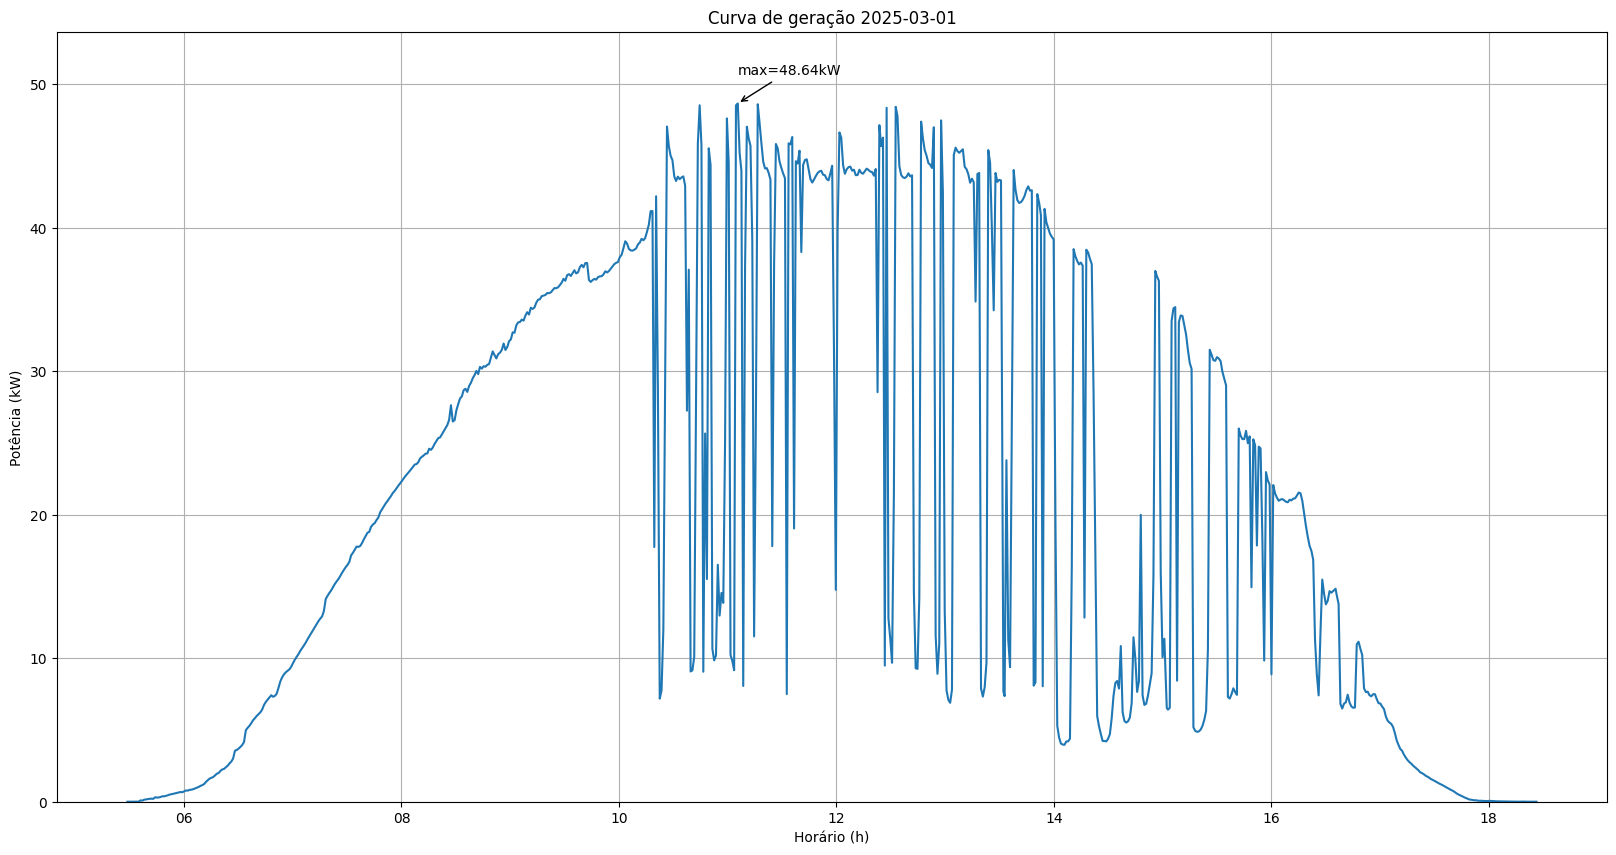 Curva de geração 2025-03-01
max=48.64kW
50
40
30
20
10
0
Potência (kW)
06 08 10 12 14 16 18
Horário (h)